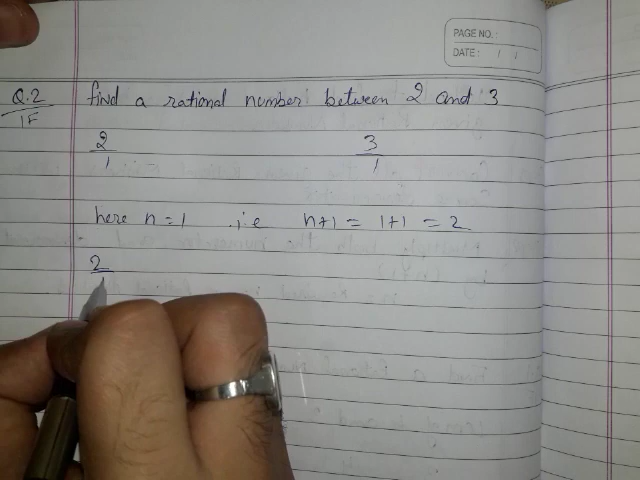 PAGE NO.:
DATE: / /
Q.2 find a rational number between 2 and 3
1F
2/1 3/1
here n=1 i.e n+1 = 1+1 = 2
2